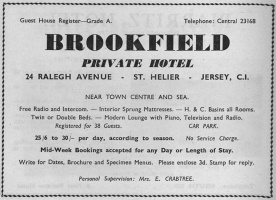 Guest House Register—Grade A. Telephone: Central 23168
BROOKFIELD
PRIVATE HOTEL
24 RALEGH AVENUE - ST. HELIER - JERSEY, C.I.
NEAR TOWN CENTRE AND SEA.
Free Radio and Intercom. — Interior Sprung Mattresses. — H. & C. Basins all Rooms.
Twin or Double Beds. — Modern Lounge with Piano, Television and Radio.
Registered for 38 Guests. CAR PARK.
25/6 to 30/- per day, according to season. No Service Charge.
Mid-Week Bookings accepted for any Day or Length of Stay.
Write for Dates, Brochure and Specimen Menus. Please enclose 3d. Stamp for reply.
Personal Supervision: Mrs. E. CRABTREE.